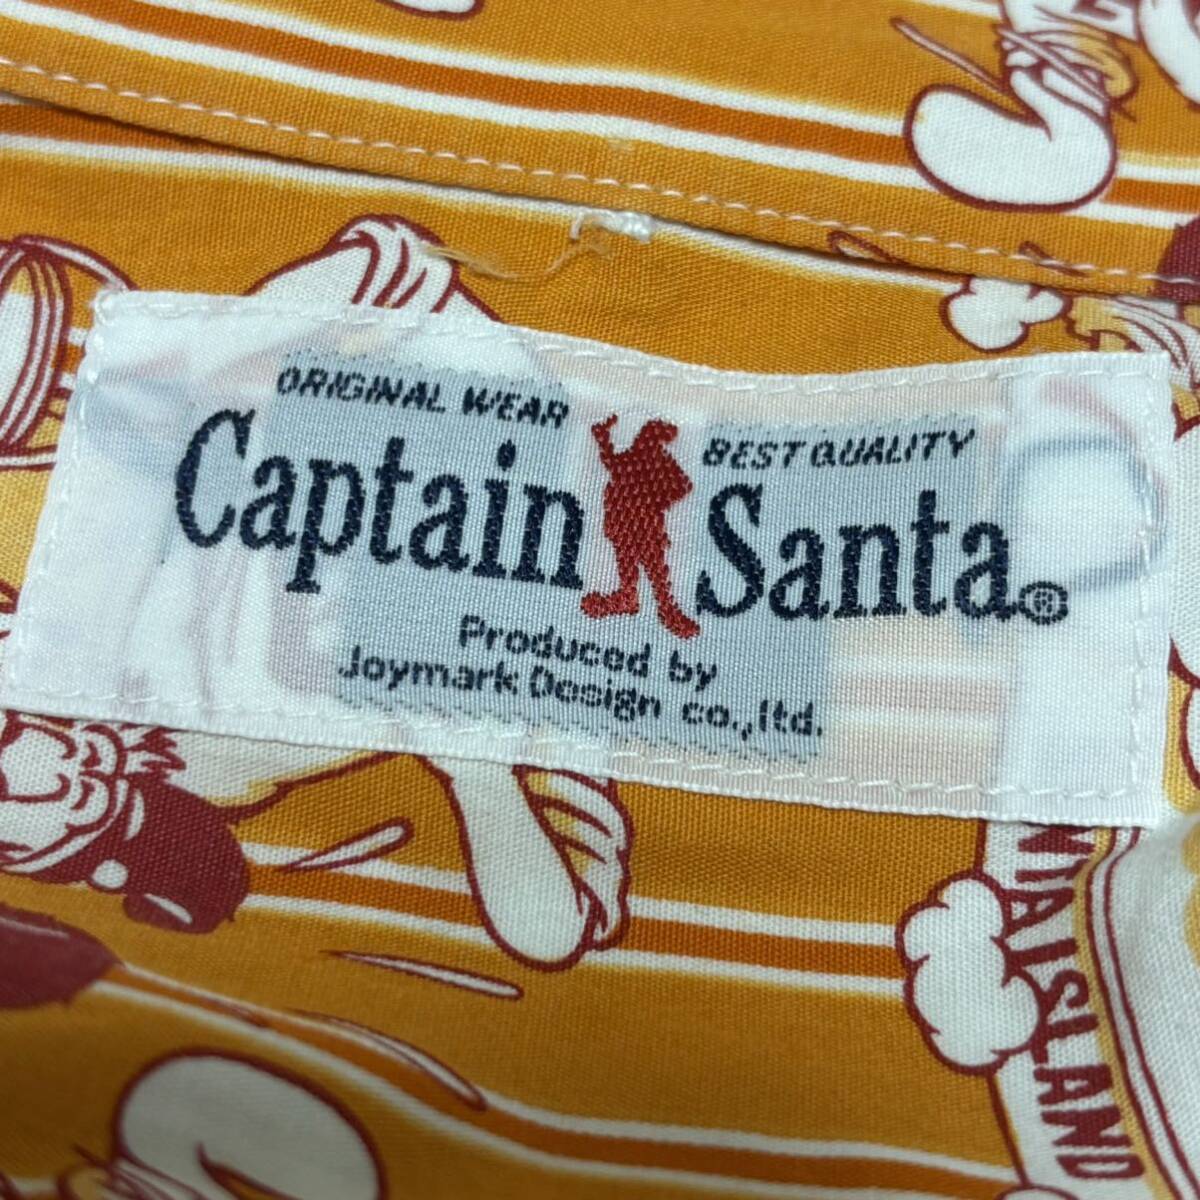 ORIGINAL WEAR
BEST QUALITY
Captain Santa®
Produced by
Joymark Design co.,ltd.
ISLAND